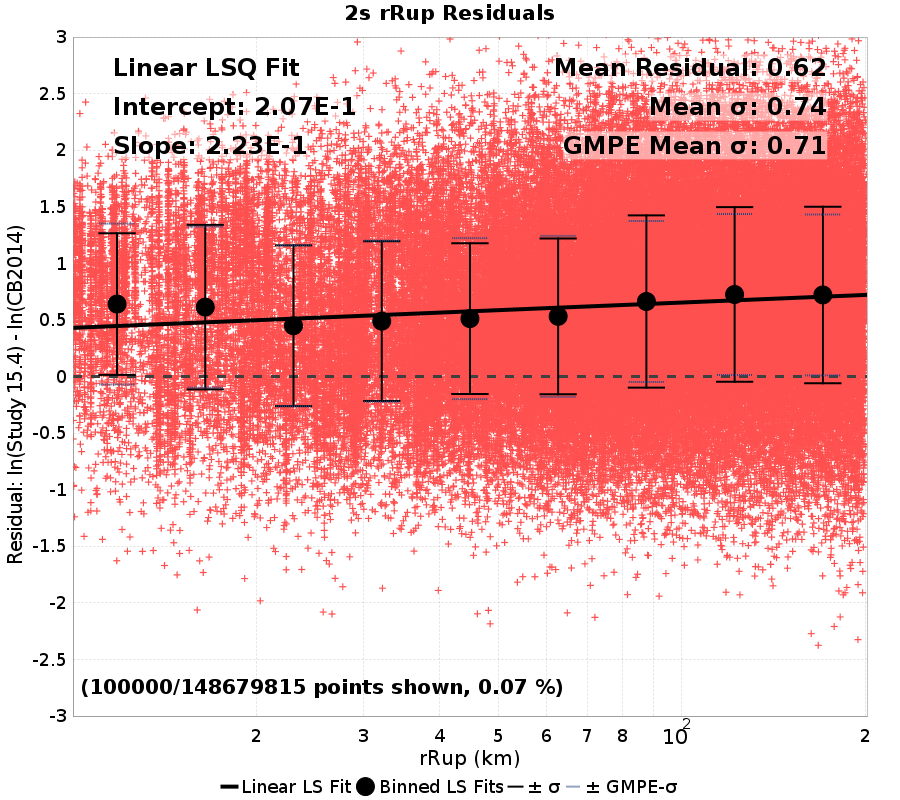 2s rRup Residuals
Linear LSQ Fit
Mean Residual: 0.62
Intercept: 2.07E-1
Mean σ: 0.74
Slope: 2.23E-1
GMPE Mean σ: 0.71
Residual: ln(Study 15.4) - ln(CB2014)
3
2.5
2
1.5
1
0.5
0
-0.5
-1
-1.5
-2
-2.5
-3
(100000/148679815 points shown, 0.07 %)
2 3 4 5 6 7 8 10² 2
rRup (km)
Linear LS Fit Binned LS Fits ± σ ± GMPE-σ